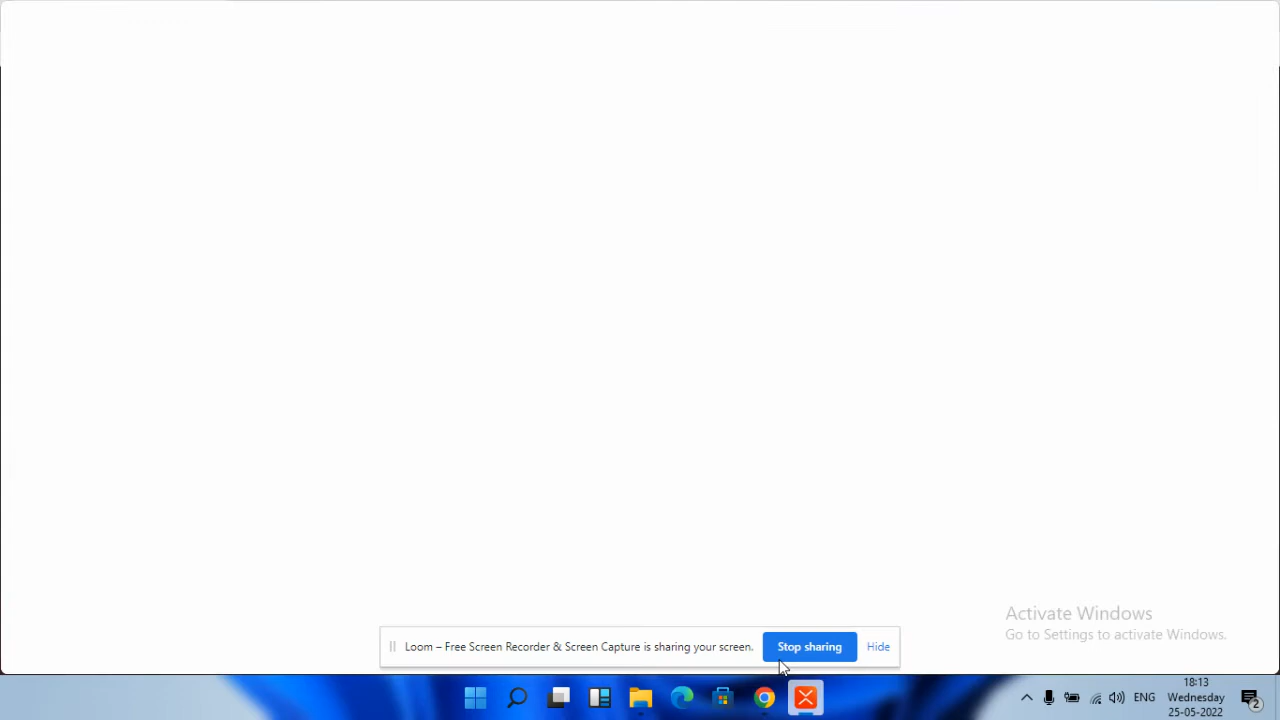 Activate Windows
Go to Settings to activate Windows.
Loom – Free Screen Recorder & Screen Capture is sharing your screen. Stop sharing Hide
18:13
ENG Wednesday
25-05-2022 2